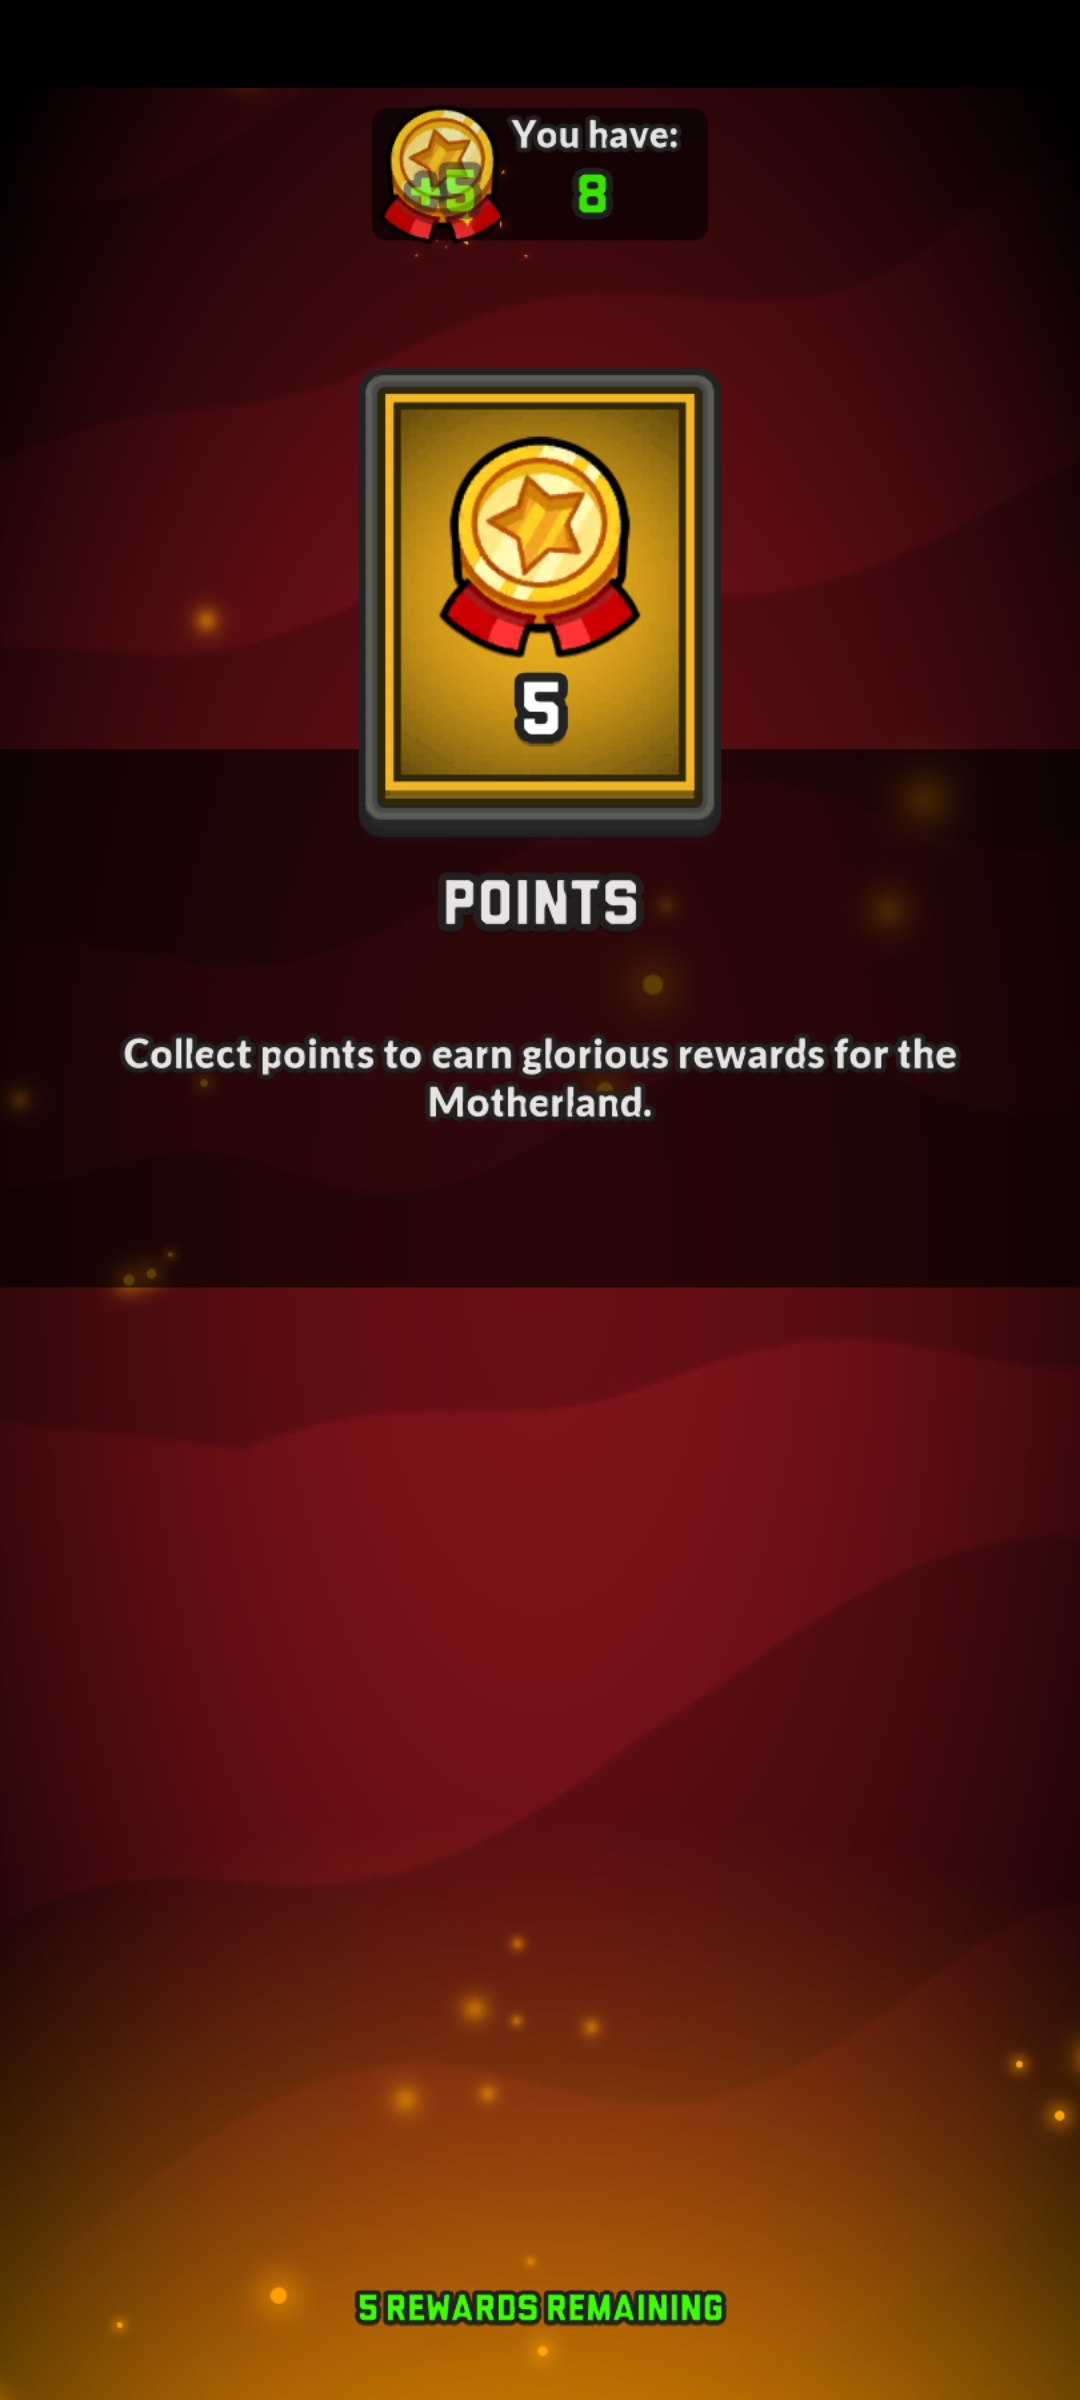 You have:
+5
8
5
POINTS
Collect points to earn glorious rewards for the
Motherland.
5 REWARDS REMAINING